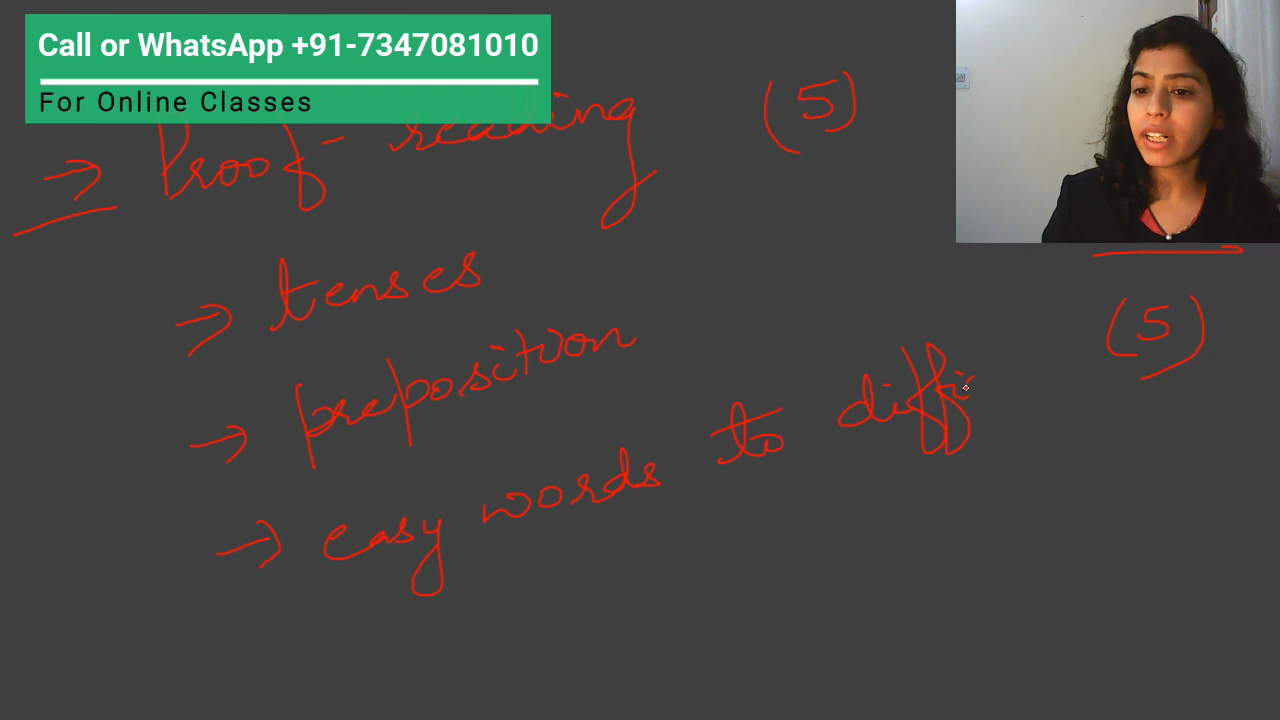 Call or WhatsApp +91-7347081010
For Online Classes
→ Proof-reading (5)
→ tenses
(5)
→ preposition
→ easy words to diffi